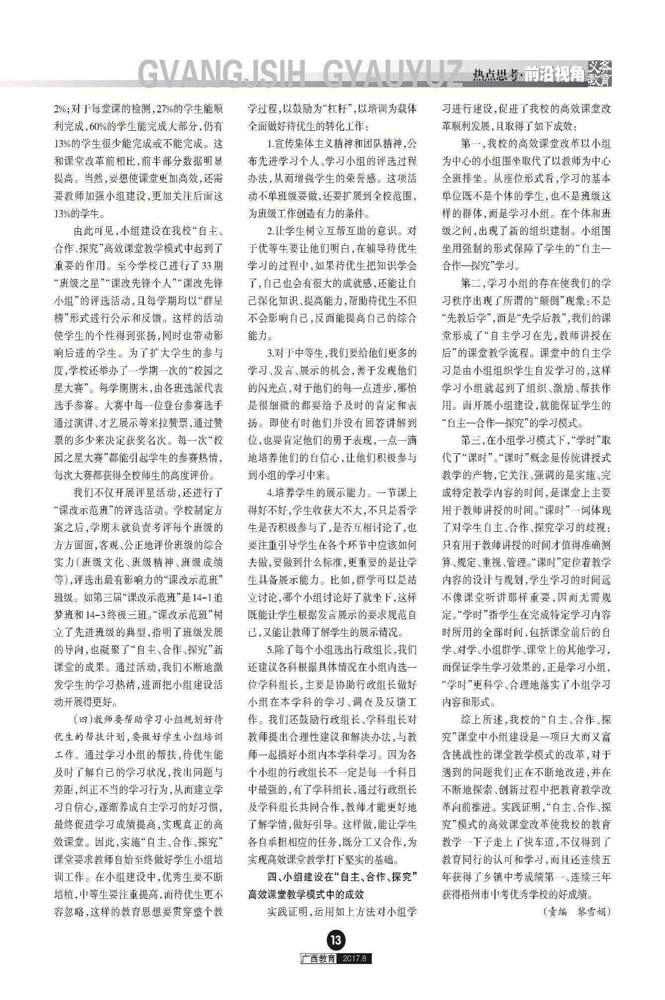 GVANGJSIH GYAUYUZ
热点思考·前沿视角
义务教育
2%;对于每堂课的检测,27%的学生能顺
利完成,60%的学生能完成大部分,仍有
13%的学生很少能完成或不能完成。这
和课堂改革前相比,前半部分数据明显
提高。当然,要想使课堂更加高效,还需
要教师加强小组建设,更加关注后面这
13%的学生。
由此可见,小组建设在我校“自主、
合作、探究”高效课堂教学模式中起到了
重要的作用。至今学校已进行了33期
“班级之星”“课改先锋个人”“课改先锋
小组”的评选活动,且每学期均以“群星
榜”形式进行公示和反馈。这样的活动
使学生的个性得到张扬,同时也带动影
响后进的学生。为了扩大学生的参与
度,学校还举办了一学期一次的“校园之
星大赛”。每学期期末,由各班选派代表
选手参赛。大赛中每一位登台参赛选手
通过演讲、才艺展示等来拉赞票,通过赞
票的多少来决定获奖名次。每一次“校
园之星大赛”都能引起学生的参赛热情,
每次大赛都获得全校师生的高度评价。
我们不仅开展评星活动,还进行了
“课改示范班”的评选活动。学校制定方
案之后,学期末就负责考评每个班级的
方方面面,客观、公正地评价班级的综合
实力(班级文化、班级精神、班级成绩
等),评选出最有影响力的“课改示范班”
班级。如第三届“课改示范班”是14-1追
梦班和14-3终极三班。“课改示范班”树
立了先进班级的典型,指明了班级发展
的导向,也凝聚了“自主、合作、探究”新
课堂的成果。通过活动,我们不断地激
发学生的学习热情,进而把小组建设活
动开展得更好。
(四)教师要帮助学习小组规划好待
优生的帮扶计划,要做好学生小组培训
工作。通过学习小组的帮扶,待优生能
及时了解自己的学习状况,找出问题与
差距,纠正不当的学习行为,从而建立学
习自信心,逐渐养成自主学习的好习惯,
最终促进学习成绩提高,实现真正的高
效课堂。因此,实施“自主、合作、探究”
课堂要求教师自始至终做好学生小组培
训工作。在小组建设中,优秀生要不断
培植,中等生要注重提高,而待优生更不
容忽略,这样的教育思想要贯穿整个教
学过程,以鼓励为“杠杆”,以培训为载体
全面做好待优生的转化工作:
1.宣传集体主义精神和团队精神,公
布先进学习个人、学习小组的评选过程
办法,从而增强学生的荣誉感。这项活
动不单班级要做,还要扩展到全校范围,
为班级工作创造有力的条件。
2.让学生树立互帮互助的意识。对
于优等生要让他们明白,在辅导待优生
学习的过程中,如果待优生把知识学会
了,自己也会有很大的成就感,还能让自
己深化知识、提高能力,帮助待优生不但
不会影响自己,反而能提高自己的综合
能力。
3.对于中等生,我们要给他们更多的
学习、发言、展示的机会,善于发现他们
的闪光点,对于他们的每一点进步,哪怕
是很细微的都要给予及时的肯定和表
扬。即使有时他们并没有回答讲解到
位,也要肯定他们的勇于表现,一点一滴
地培养他们的自信心,让他们积极参与
到小组的学习中来。
4.培养学生的展示能力。一节课上
得好不好,学生收获大不大,不只是看学
生是否积极参与了,是否互相讨论了,也
要注重引导学生在各个环节中应该如何
去做,要做到什么标准,更重要的是让学
生具备展示能力。比如,群学可以是站
立讨论,哪个小组讨论好了就坐下,这样
既能让学生根据发言展示的要求规范自
己,又能让教师了解学生的展示情况。
5.除了每个小组选出行政组长,我们
还建议各科根据具体情况在小组内选一
位学科组长,主要是协助行政组长做好
小组在本学科的学习、调查及反馈工
作。我们还鼓励行政组长、学科组长对
教师提出合理性建议和解决办法,与教
师一起搞好小组内本学科学习。因为各
个小组的行政组长不一定是每一个科目
中最强的,有了学科组长,通过行政组长
及学科组长共同合作,教师才能更好地
了解学情,做好引导。这样做,能让学生
各自承担相应的任务,既分工又合作,为
实现高效课堂教学打下坚实的基础。
四、小组建设在“自主、合作、探究”
高效课堂教学模式中的成效
实践证明,运用如上方法对小组学
习进行建设,促进了我校的高效课堂改
革顺利发展,且取得了如下成效:
第一,我校的高效课堂改革以小组
为中心的小组围坐取代了以教师为中心
全班排坐。从座位形式看,学习的基本
单位既不是个体的学生,也不是班级这
样的群体,而是学习小组。在个体和班
级之间,出现了新的组织建制。小组围
坐用强制的形式保障了学生的“自主—
合作—探究”学习。
第二,学习小组的存在使我们的学
习秩序出现了所谓的“颠倒”现象:不是
“先教后学”,而是“先学后教”,我们的课
堂形成了“自主学习在先,教师讲授在
后”的课堂教学流程。课堂中的自主学
习是由小组组织学生自发学习的,这样
学习小组就起到了组织、激励、帮扶作
用。而开展小组建设,就能保证学生的
“自主—合作—探究”的学习模式。
第三,在小组学习模式下,“学时”取
代了“课时”。“课时”概念是传统讲授式
教学的产物,它关注、强调的是实施、完
成特定教学内容的时间,是课堂上主要
用于教师讲授的时间。“课时”一词体现
了对学生自主、合作、探究学习的歧视:
只有用于教师讲授的时间才值得准确测
算、规定、重视、管理。“课时”定位着教学
内容的设计与规划,学生学习的时间远
不像课堂听讲那样重要,因而无需规
定。“学时”指学生在完成特定学习内容
时所用的全部时间,包括课堂前后的自
学、对学、小组群学、课堂上的其他学习,
而保证学生学习效果的,正是学习小组,
“学时”更科学、合理地落实了小组学习
内容和形式。
综上所述,我校的“自主、合作、探
究”课堂中小组建设是一项巨大而又富
含挑战性的课堂教学模式的改革,对于
遇到的问题我们正在不断地改进,并在
不断地探索、创新过程中把教育教学改
革向前推进。实践证明,“自主、合作、探
究”模式的高效课堂改革使我校的教育
教学一下子走上了快车道,不仅得到了
教育同行的认可和学习,而且还连续五
年获得了乡镇中考成绩第一、连续三年
获得梧州市中考优秀学校的好成绩。
(责编 黎雪娟)
13
广西教育 2017.8